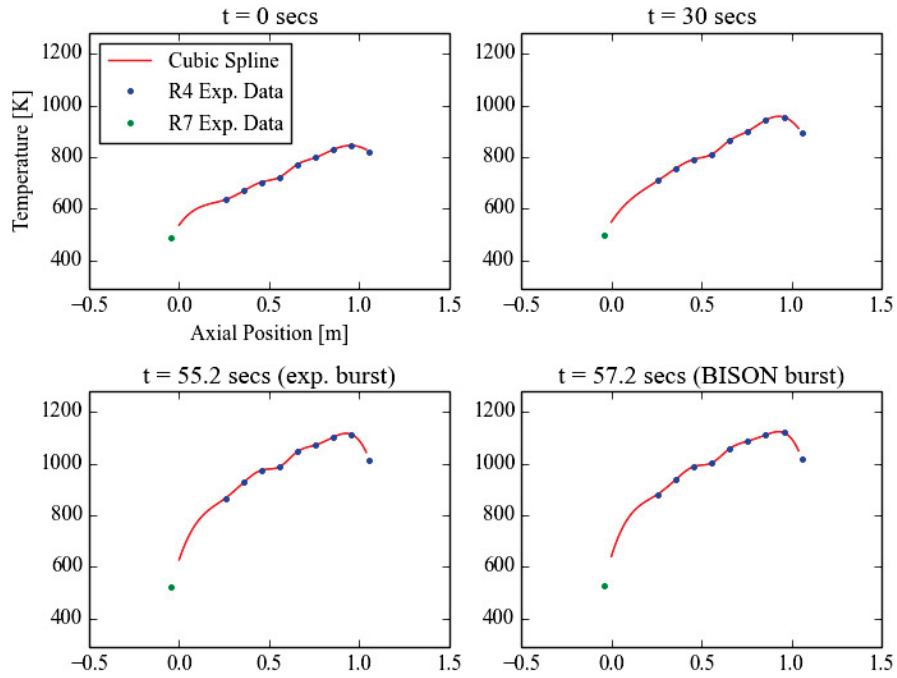 t = 0 secs
t = 30 secs
1200
1000
800
600
400
Temperature [K]
Cubic Spline
R4 Exp. Data
R7 Exp. Data
−0.5 0.0 0.5 1.0 1.5
Axial Position [m]
1200
1000
800
600
400
−0.5 0.0 0.5 1.0 1.5
t = 55.2 secs (exp. burst)
t = 57.2 secs (BISON burst)
1200
1000
800
600
400
−0.5 0.0 0.5 1.0 1.5
1200
1000
800
600
400
−0.5 0.0 0.5 1.0 1.5